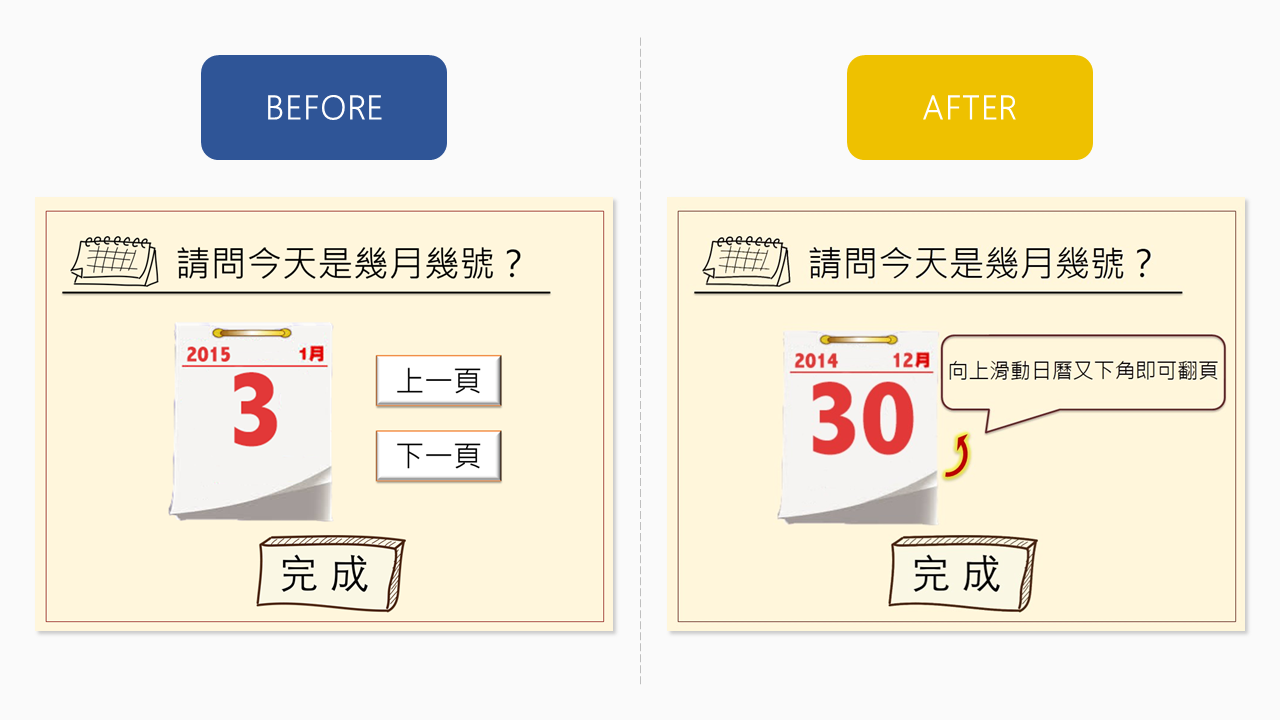 BEFORE
請問今天是幾月幾號？
2015 1月
3
上一頁
下一頁
完成
AFTER
請問今天是幾月幾號？
2014 12月
30
向上滑動日曆又下角即可翻頁
完成